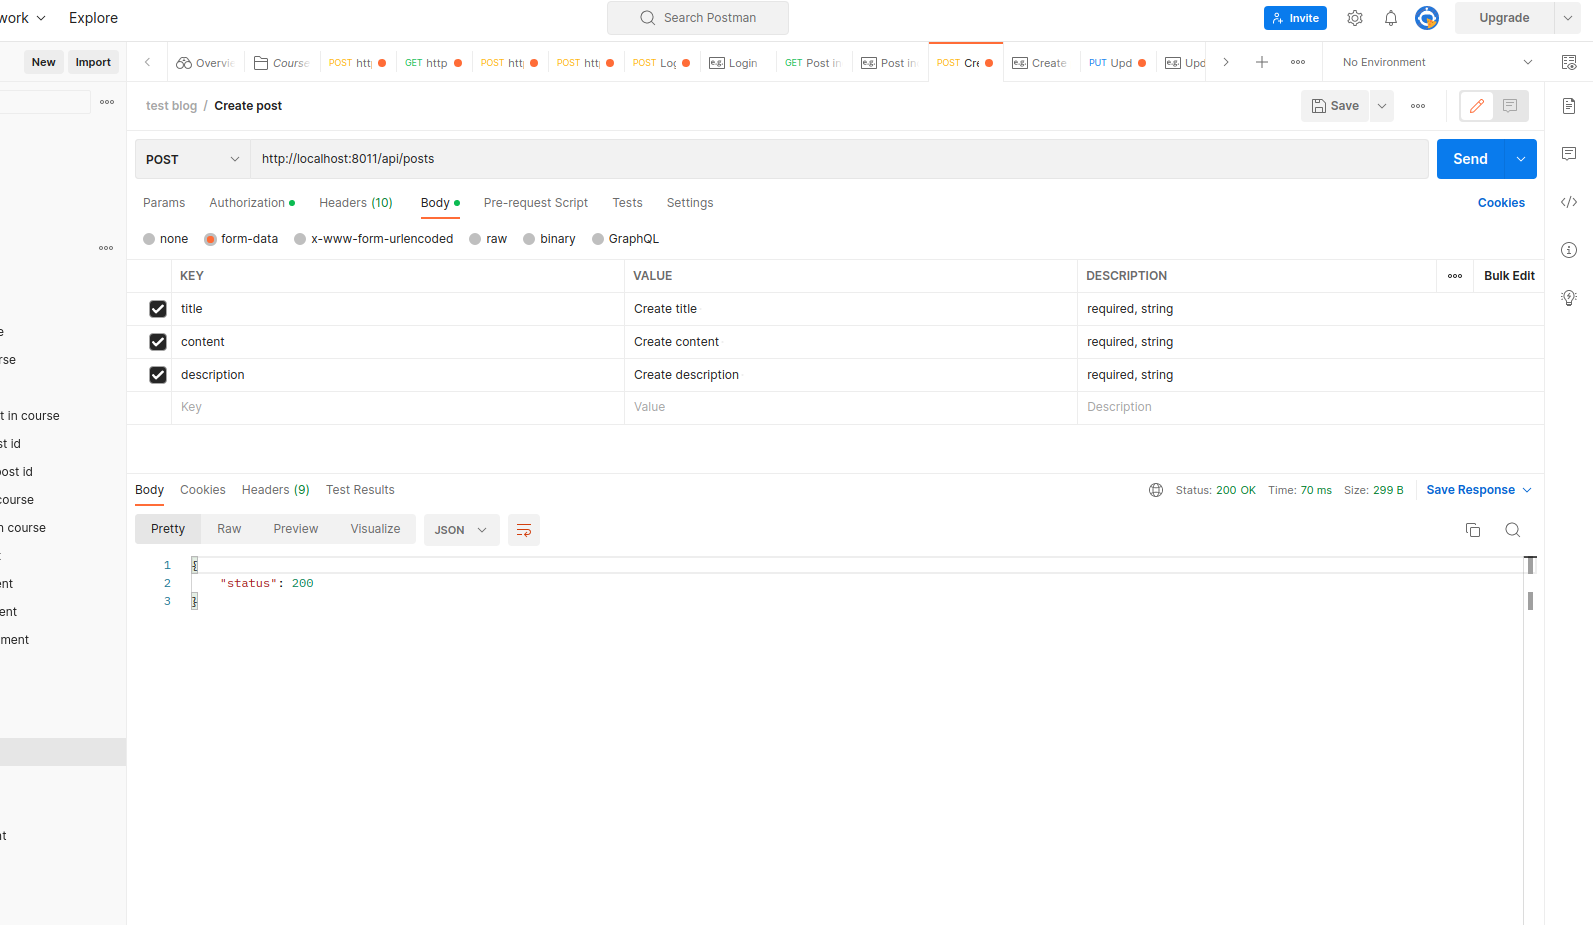 work Explore Search Postman Invite Upgrade
New Import Overvie Course POST htt GET http POST htt POST htt POST Log e.g. Login GET Post in e.g. Post in POST Cre e.g. Create PUT Upd e.g. Upd No Environment
test blog / Create post Save
POST http://localhost:8011/api/posts Send
Params Authorization Headers (10) Body Pre-request Script Tests Settings Cookies
none form-data x-www-form-urlencoded raw binary GraphQL
KEY VALUE DESCRIPTION Bulk Edit
title Create title required, string
content Create content required, string
description Create description required, string
Key Value Description
e
rse
t in course
st id
post id
course
n course
t
ent
ent
ment
nt
Body Cookies Headers (9) Test Results Status: 200 OK Time: 70 ms Size: 299 B Save Response
Pretty Raw Preview Visualize JSON
1 {
2 "status": 200
3 }